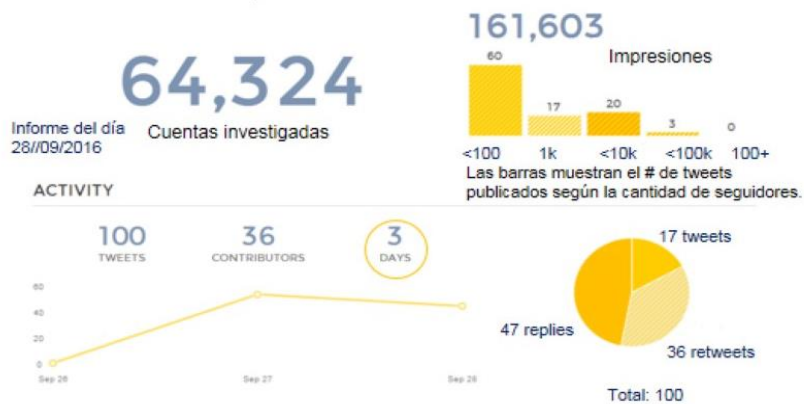 161,603
Impresiones
60
17
20
3
0
<100 1k <10k <100k 100+
Las barras muestran el # de tweets
publicados según la cantidad de seguidores.
64,324
Cuentas investigadas
Informe del día
28//09/2016
ACTIVITY
100
TWEETS
36
CONTRIBUTORS
3
DAYS
60
40
20
0
Sep 26
Sep 27
Sep 28
17 tweets
47 replies
36 retweets
Total: 100